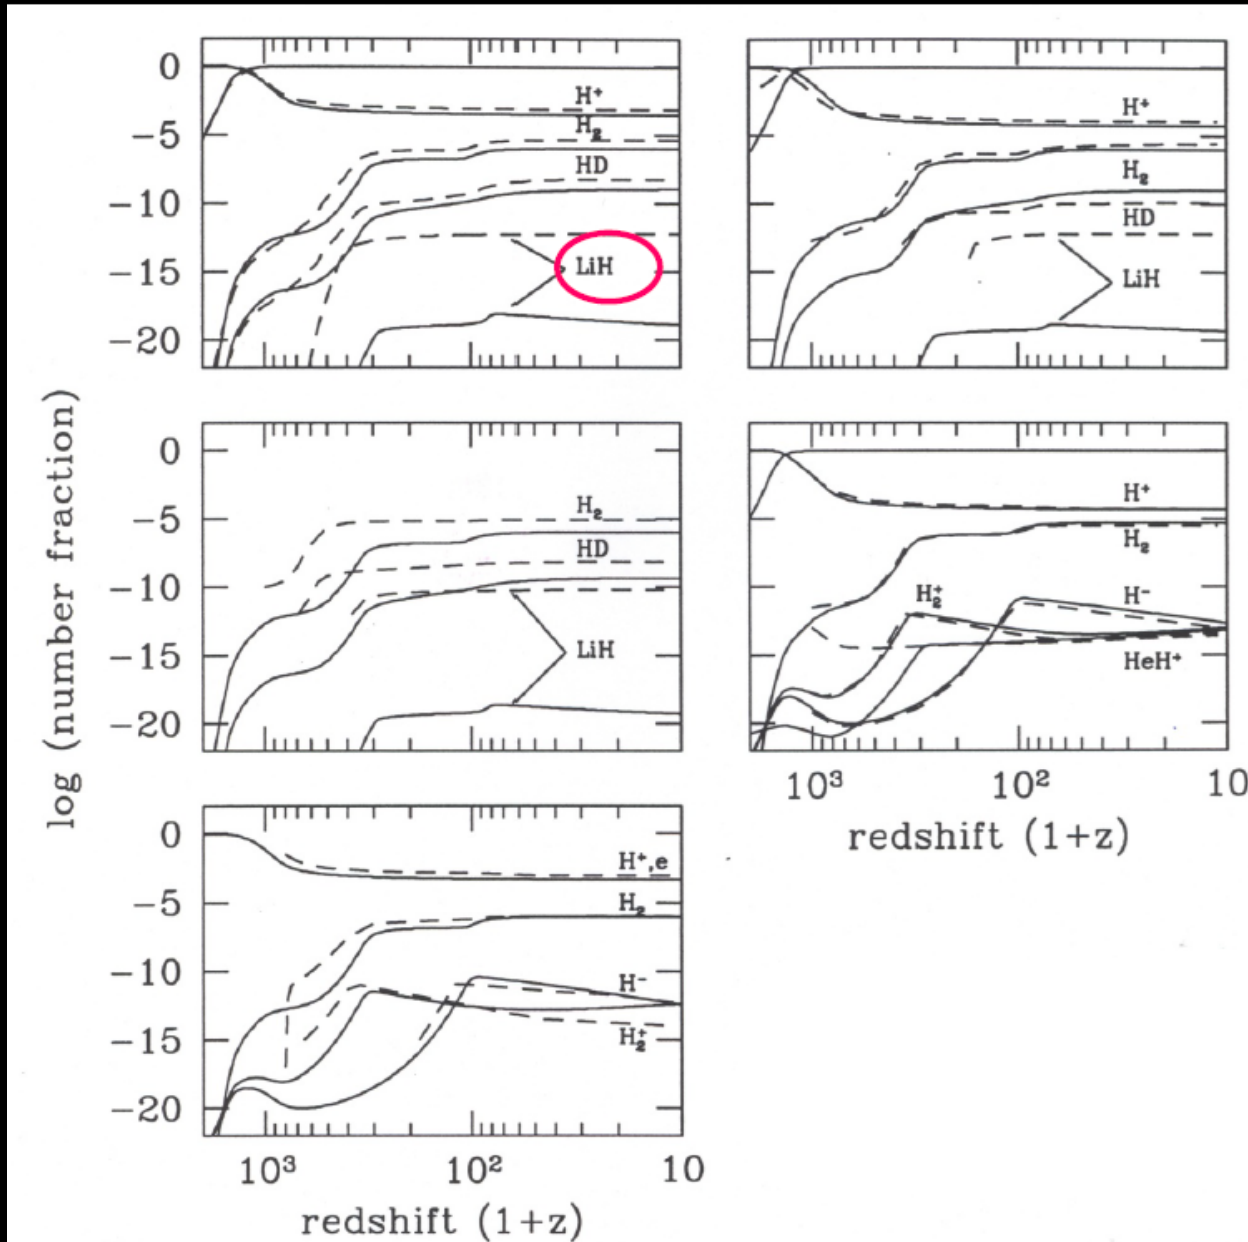 log (number fraction)
0
−5
−10
−15
−20
H⁺
H₂
HD
LiH
H⁺
H₂
HD
LiH
0
−5
−10
−15
−20
H₂
HD
LiH
H⁺
H₂
H₂⁺
H⁻
HeH⁺
10³
10²
10
redshift (1+z)
0
−5
−10
−15
−20
H⁺,e
H₂
H⁻
H₂⁺
10³
10²
10
redshift (1+z)